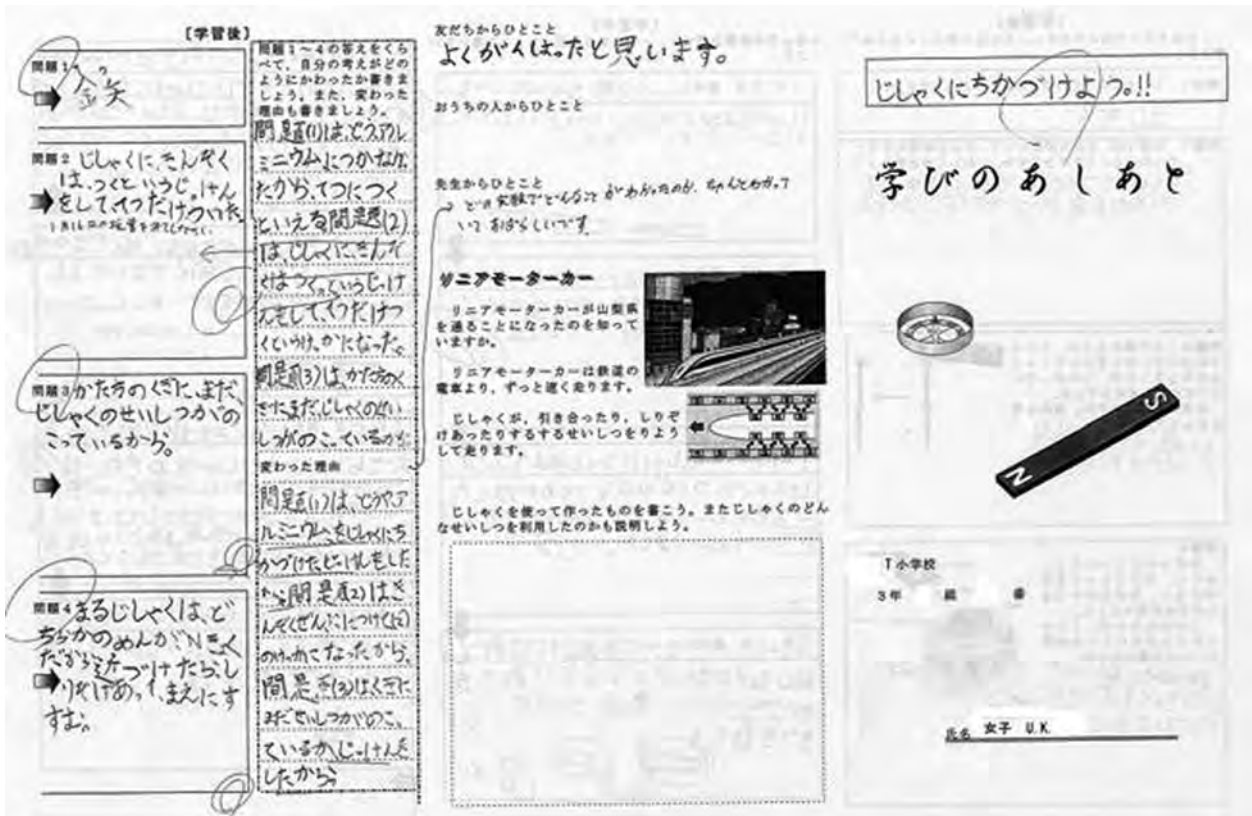 【学習後】
問題1
鉄
問題2 じしゃくに、きんぞく
は、つくというじっけん
をしててつだけついた。
問題3 かた方のくぎに、まだ、
じしゃくのせいしつがの
こっているから。
問題4 まるじしゃくは、ど
ちらかのめんが、Nきょく
だから近づけたら、し
りぞけあって、まえにす
すむ。
問題1～4の答えをくら
べて、自分の考えがどの
ようにかわったか書きま
しょう。また、変わった
理由も書きましょう。
問題(1)は、どうやアル
ミニウムにつかなかっ
たから、てつにつく
といえる問題(2)
は、じしゃくに、きんぞ
くはつく。というじっけ
んをしててつだけつ
くというけっかになった。
問題(3)は、かた方のく
ぎにまだ、じしゃくのせい
しつがのこっている
変わった理由
問題(1)は、どうやア
ルミニウムをじしゃくにち
かづけたじっけんをした
から問題(2)はき
んぞくぜんぶにつけて(1)
のけっかになったから、
問題(3)はくぎに
まだせいしつがのこっ
ているか、じっけんを
したから。
友だちからひとこと
よくがんばったと思います。
おうちの人からひとこと
先生からひとこと
どの実験でどんなことがわかったのか、ちゃんとわかって
いてすばらしいです。
リニアモーターカー
リニアモーターカーが山梨県
を通ることになったのを知って
いますか。
リニアモーターカーは鉄道の
電車より、ずっと速く走ります。
じしゃくが、引き合ったり、しりぞ
けあったりするするせいしつをりよう
して走ります。
じしゃくを使って作ったものを書こう。またじしゃくのどん
なせいしつを利用したのかも説明しよう。
じしゃくにちかづけよう。!!
学びのあしあと
S
N
T小学校
3年 組 番
氏名 女子 U.K.